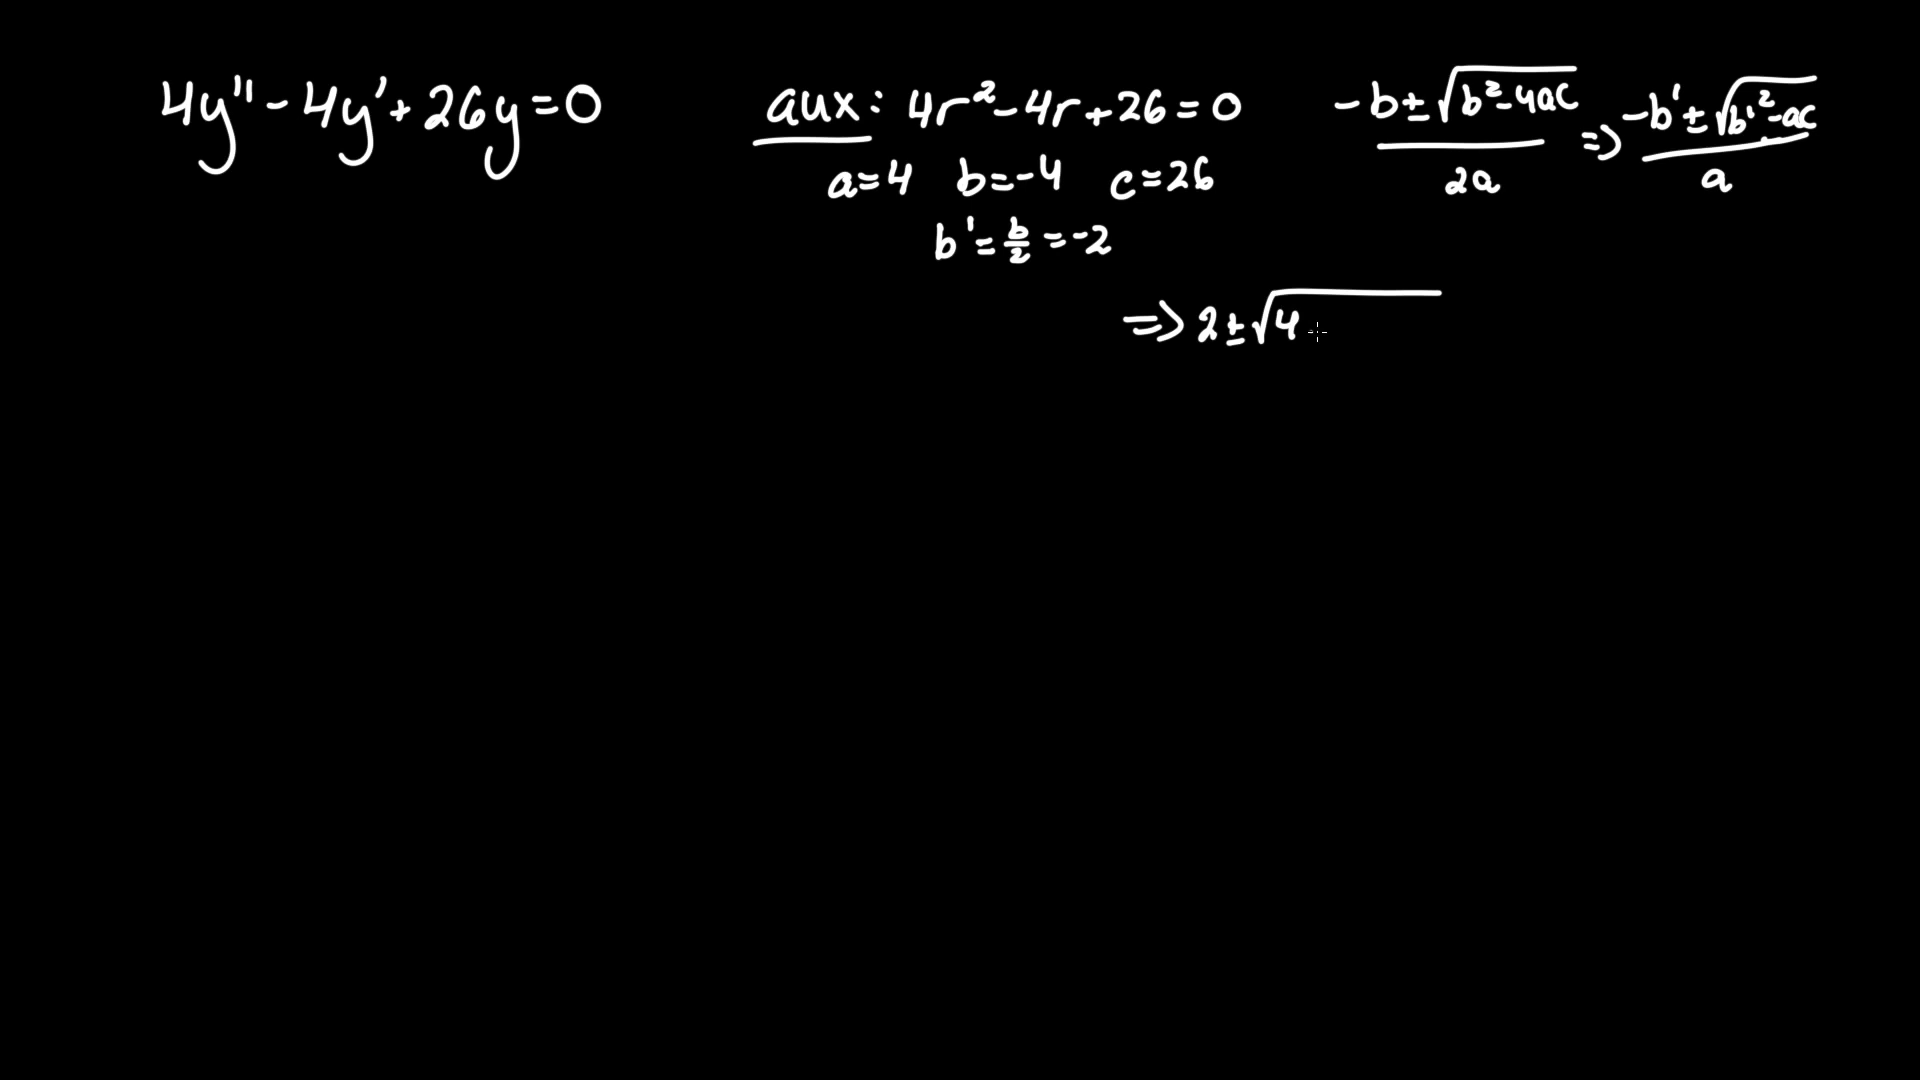 4y'' - 4y' + 26y = 0
aux: 4r² - 4r + 26 = 0
a = 4 b = -4 c = 26
b' = b/2 = -2
(-b ± √(b² - 4ac))/2a ⇒ (-b' ± √(b'² - ac))/a
⇒ 2 ± √4